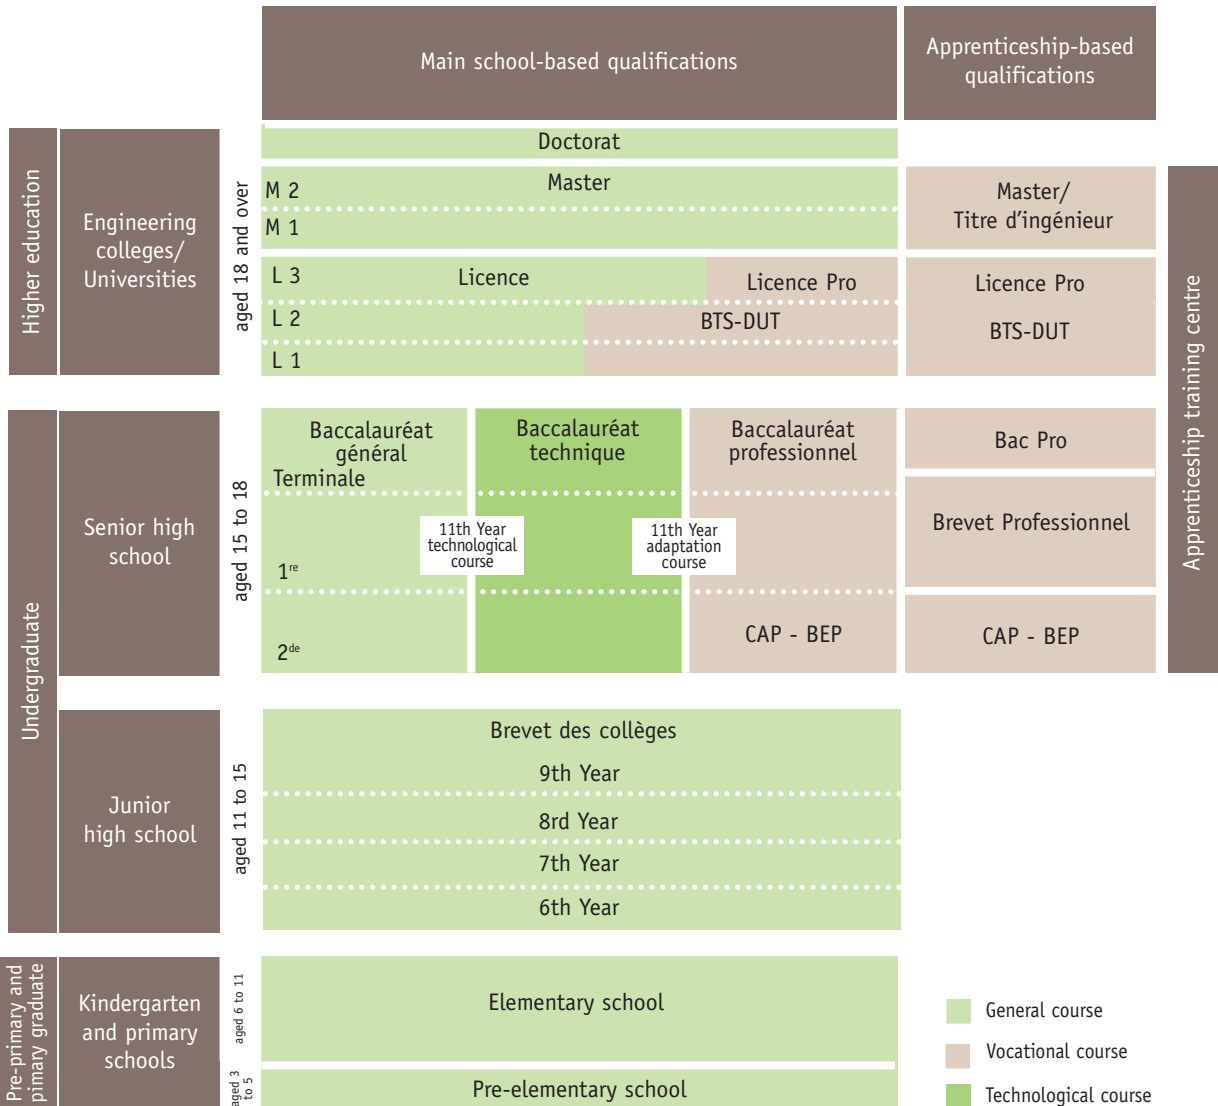 Main school-based qualifications
Apprenticeship-based
qualifications
Higher education
Engineering
colleges/
Universities
aged 18 and over
Doctorat
M 2
Master
M 1
Master/
Titre d'ingénieur
L 3
Licence
Licence Pro
L 2
BTS-DUT
L 1
Licence Pro
BTS-DUT
Apprenticeship training centre
Undergraduate
Senior high
school
aged 15 to 18
Baccalauréat
général
Terminale
Baccalauréat
technique
Baccalauréat
professionnel
11th Year
technological
course
11th Year
adaptation
course
1re
2de
CAP - BEP
Bac Pro
Brevet Professionnel
CAP - BEP
Junior
high school
aged 11 to 15
Brevet des collèges
9th Year
8rd Year
7th Year
6th Year
Pre-primary and
pimary graduate
Kindergarten
and primary
schools
aged 6 to 11
Elementary school
aged 3
to 5
Pre-elementary school
General course
Vocational course
Technological course